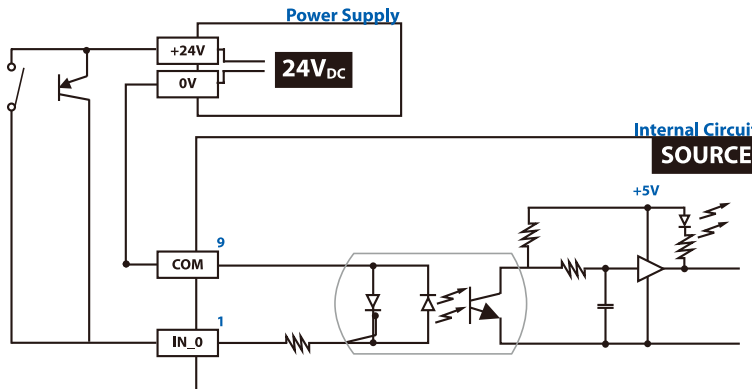 Power Supply
+24V
0V
24VDC
Internal Circuit
SOURCE
+5V
9
COM
1
IN_0